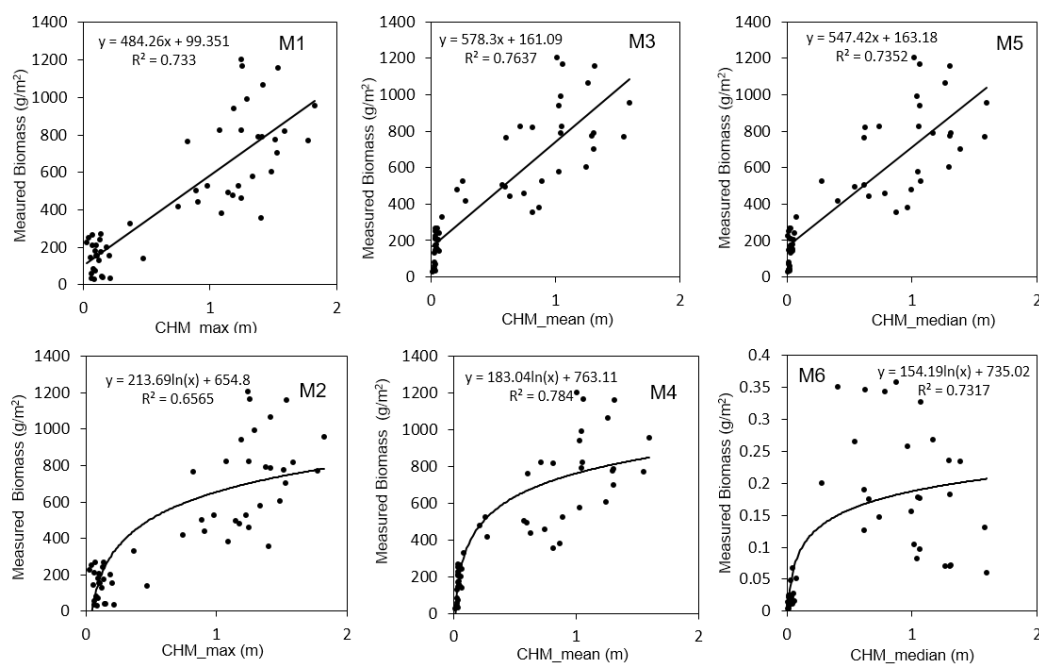 Meaured Biomass (g/m²)
1400
1200
1000
800
600
400
200
0
y = 484.26x + 99.351
R² = 0.733
M1
0 1 2
CHM_max (m)
Measured Biomass (g/m²)
1400
1200
1000
800
600
400
200
0
y = 578.3x + 161.09
R² = 0.7637
M3
0 1 2
CHM_mean (m)
Measured Biomass (g/m²)
1400
1200
1000
800
600
400
200
0
y = 547.42x + 163.18
R² = 0.7352
M5
0 1 2
CHM_median (m)
Measured Biomass (g/m²)
1400
1200
1000
800
600
400
200
0
y = 213.69ln(x) + 654.8
R² = 0.6565
M2
0 1 2
CHM_max (m)
Measured Biomass (g/m²)
1400
1200
1000
800
600
400
200
0
y = 183.04ln(x) + 763.11
R² = 0.784
M4
0 1 2
CHM_mean (m)
Measured Biomass (g/m²)
0.4
0.35
0.3
0.25
0.2
0.15
0.1
0.05
0
M6
y = 154.19ln(x) + 735.02
R² = 0.7317
0 1 2
CHM_median (m)